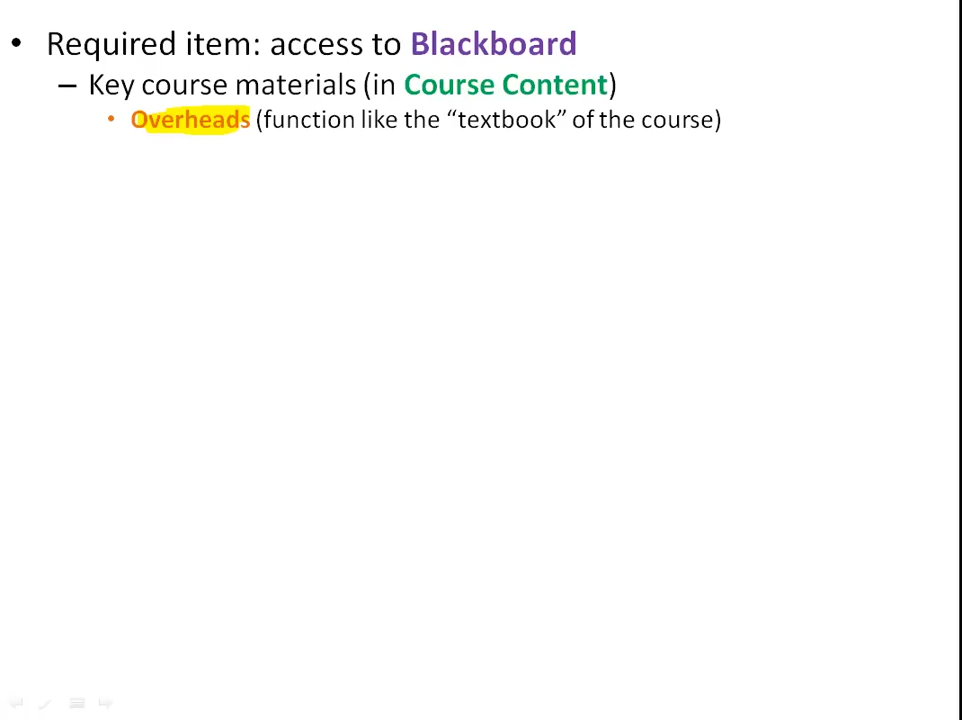 • Required item: access to Blackboard
– Key course materials (in Course Content)
• Overheads (function like the “textbook” of the course)